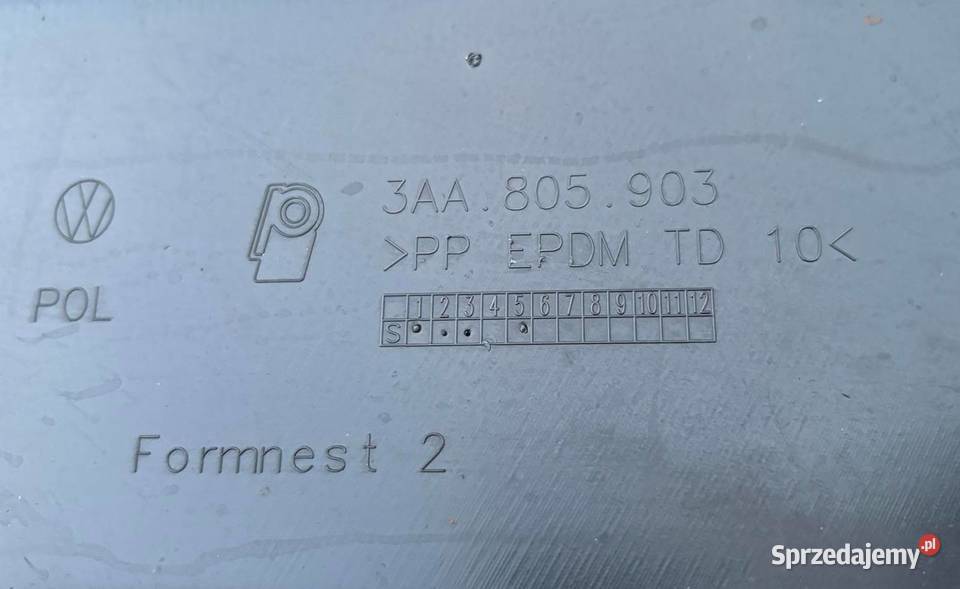 3AA.805.903
>PP EPDM TD 10<
POL
1 2 3 4 5 6 7 8 9 10 11 12
S
Formnest 2
Sprzedajemy.pl